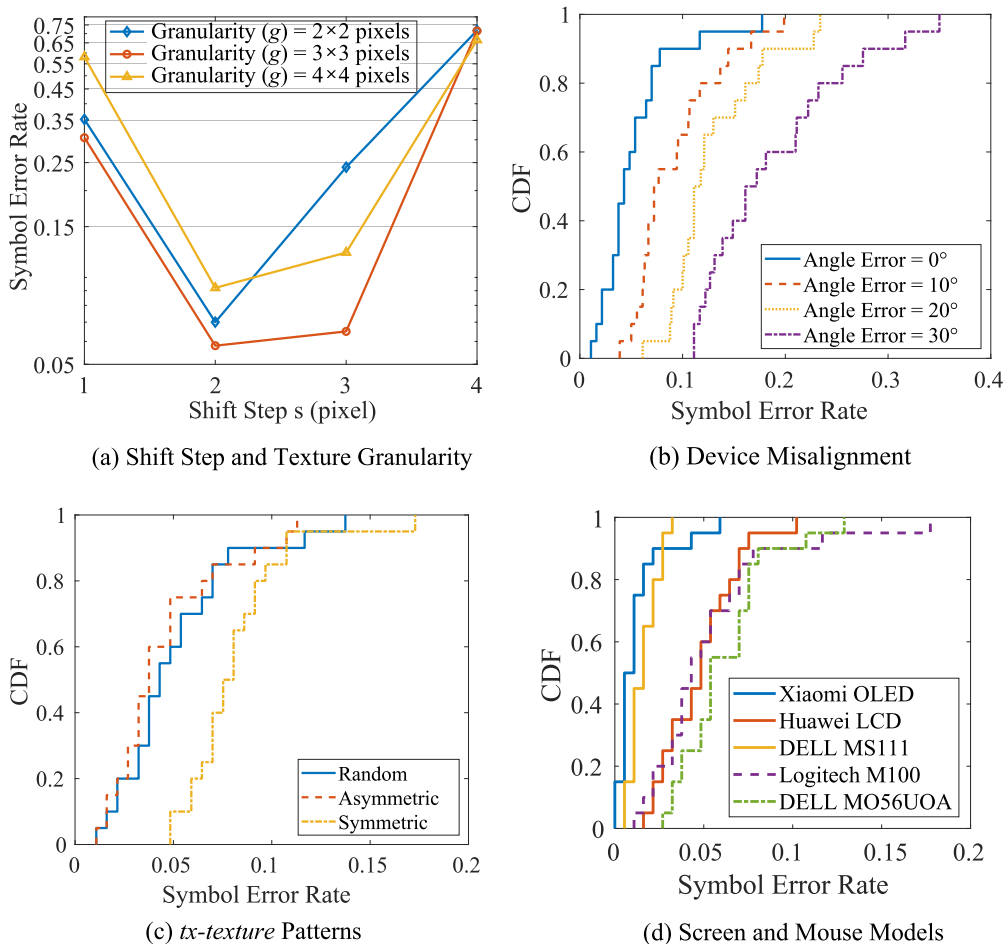 0.75
0.65
0.55
0.45
0.35
0.25
0.15
0.05
Symbol Error Rate
Granularity (g) = 2×2 pixels
Granularity (g) = 3×3 pixels
Granularity (g) = 4×4 pixels
1 2 3 4
Shift Step s (pixel)
(a) Shift Step and Texture Granularity
1
0.8
0.6
0.4
0.2
0
CDF
Angle Error = 0°
Angle Error = 10°
Angle Error = 20°
Angle Error = 30°
0 0.1 0.2 0.3 0.4
Symbol Error Rate
(b) Device Misalignment
1
0.8
0.6
0.4
0.2
0
CDF
Random
Asymmetric
Symmetric
0 0.05 0.1 0.15 0.2
Symbol Error Rate
(c) tx-texture Patterns
1
0.8
0.6
0.4
0.2
0
CDF
Xiaomi OLED
Huawei LCD
DELL MS111
Logitech M100
DELL MO56UOA
0 0.05 0.1 0.15 0.2
Symbol Error Rate
(d) Screen and Mouse Models